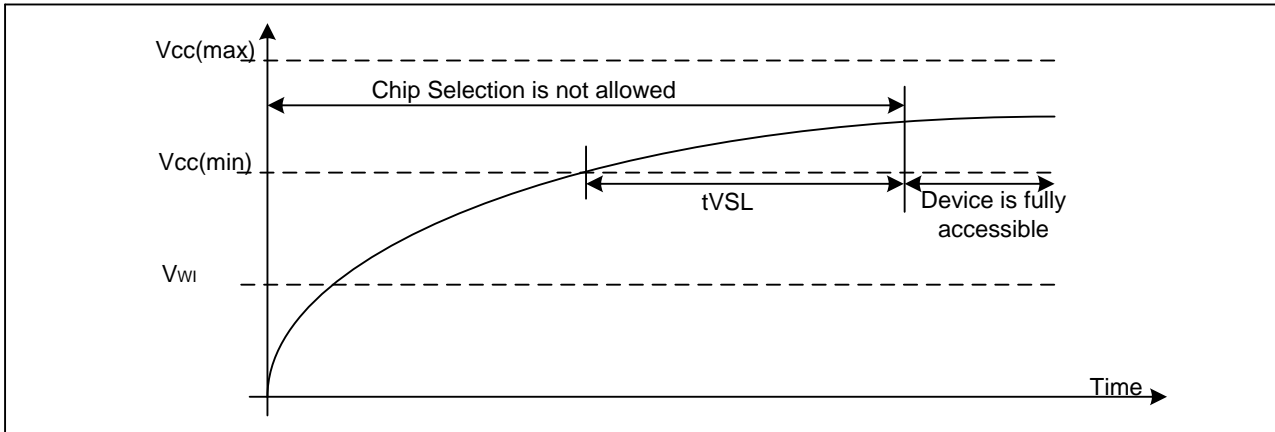 Vcc(max)
Chip Selection is not allowed
Vcc(min)
tVSL
Device is fully
accessible
VWI
Time